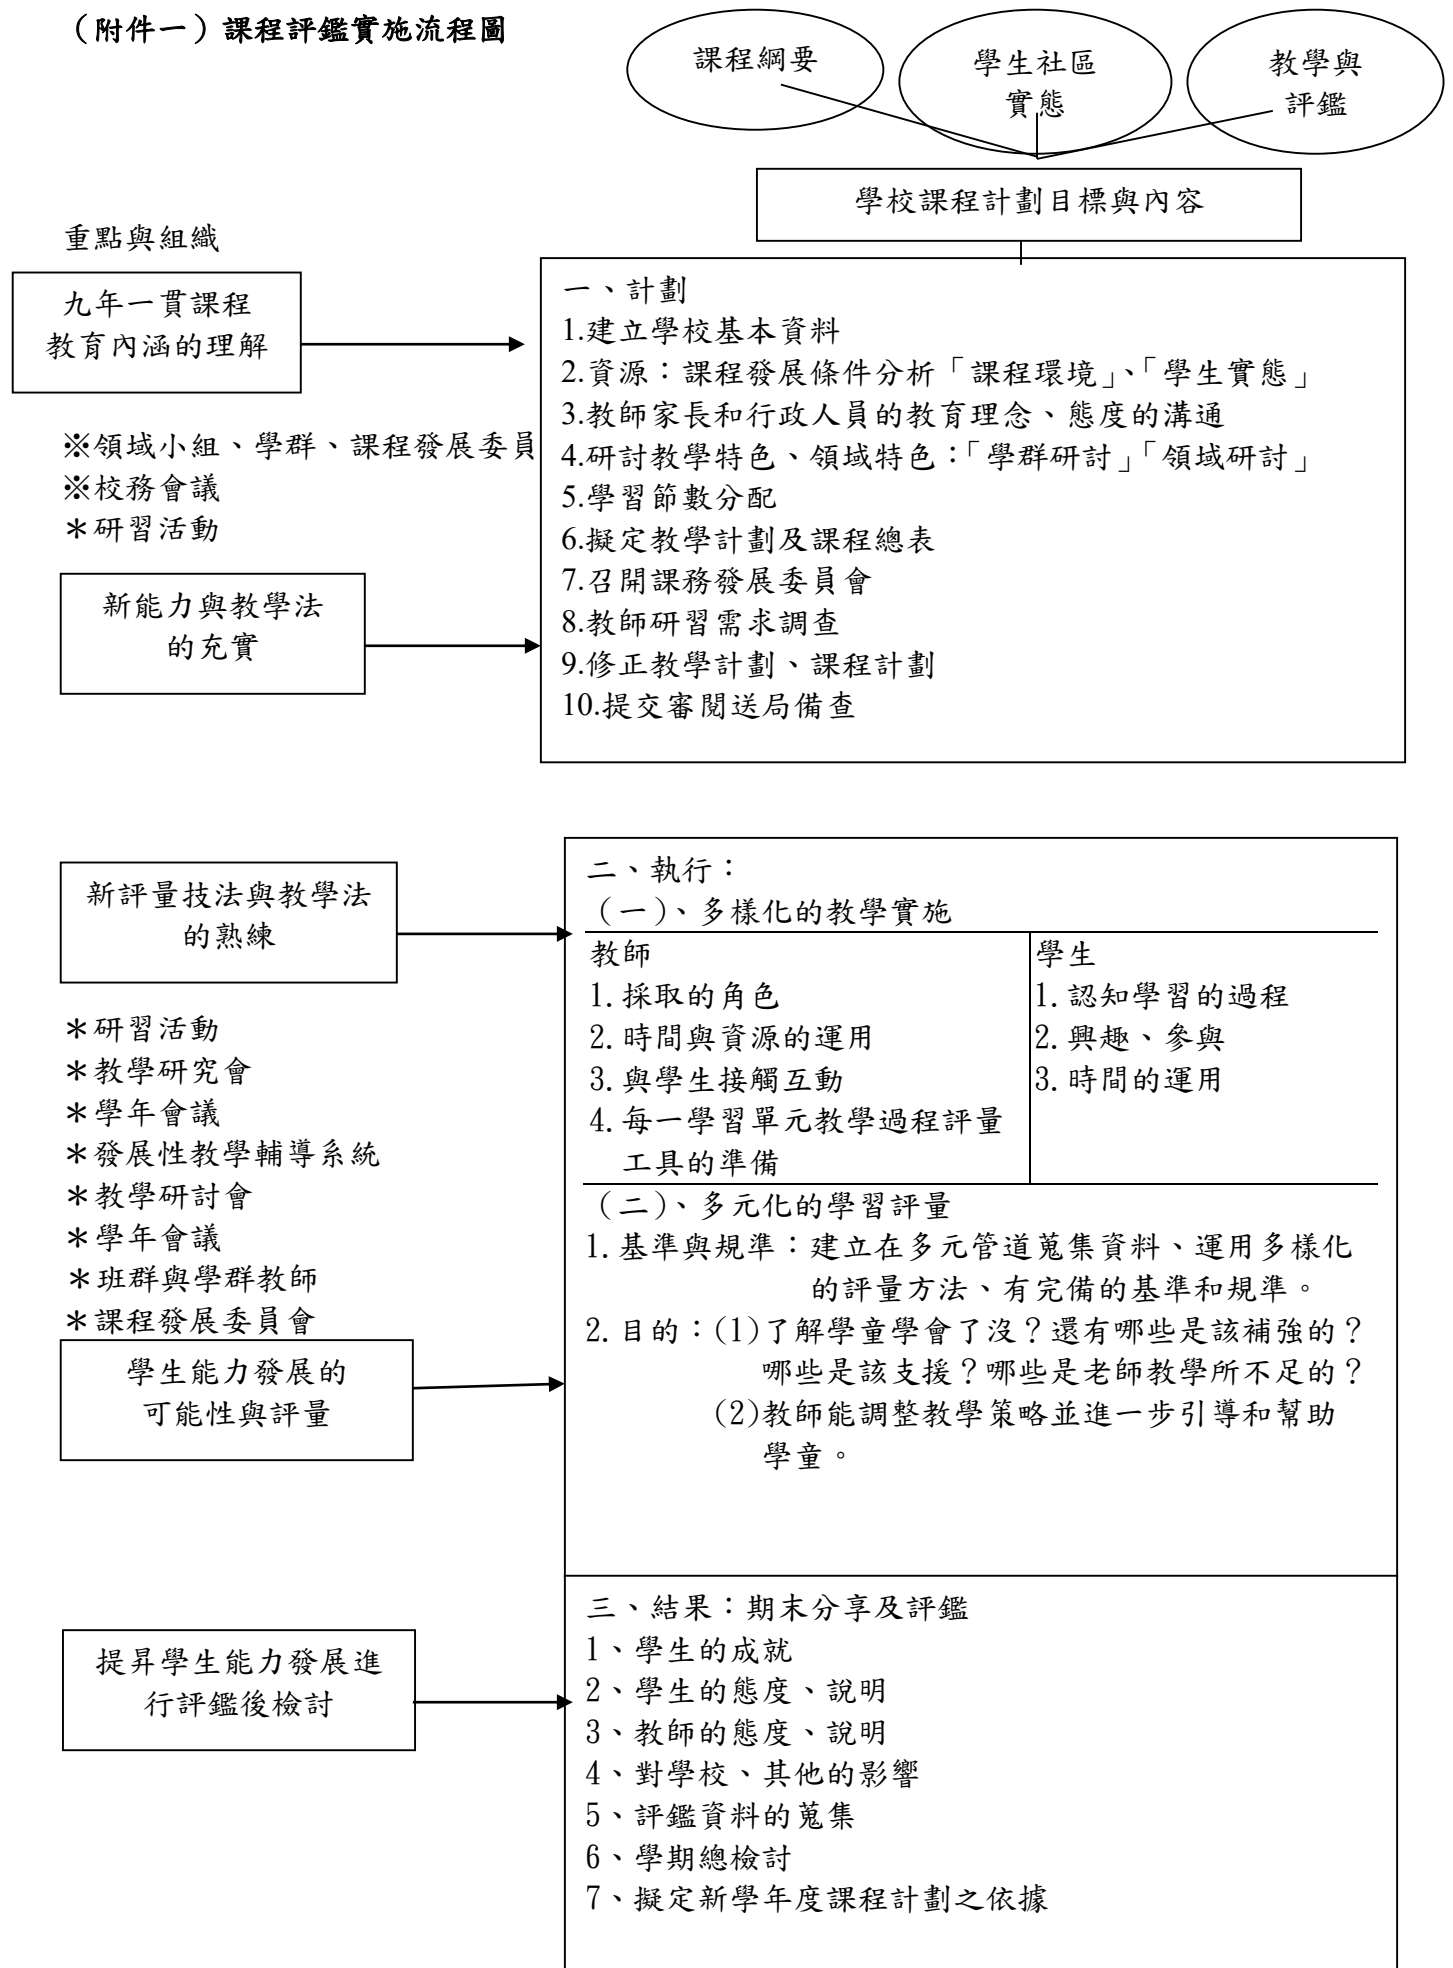 （附件一）課程評鑑實施流程圖
課程綱要
學生社區
實態
教學與
評鑑
學校課程計劃目標與內容
重點與組織
九年一貫課程
教育內涵的理解
※領域小組、學群、課程發展委員
※校務會議
＊研習活動
新能力與教學法
的充實
一、計劃
1.建立學校基本資料
2.資源：課程發展條件分析「課程環境」、「學生實態」
3.教師家長和行政人員的教育理念、態度的溝通
4.研討教學特色、領域特色：「學群研討」「領域研討」
5.學習節數分配
6.擬定教學計劃及課程總表
7.召開課務發展委員會
8.教師研習需求調查
9.修正教學計劃、課程計劃
10.提交審閱送局備查
新評量技法與教學法
的熟練
＊研習活動
＊教學研究會
＊學年會議
＊發展性教學輔導系統
＊教學研討會
＊學年會議
＊班群與學群教師
＊課程發展委員會
學生能力發展的
可能性與評量
二、執行：
（一）、多樣化的教學實施
教師
1.採取的角色
2.時間與資源的運用
3.與學生接觸互動
4.每一學習單元教學過程評量
工具的準備
學生
1.認知學習的過程
2.興趣、參與
3.時間的運用
（二）、多元化的學習評量
1.基準與規準：建立在多元管道蒐集資料、運用多樣化
的評量方法、有完備的基準和規準。
2.目的：(1)了解學童學會了沒？還有哪些是該補強的？
哪些是該支援？哪些是老師教學所不足的？
(2)教師能調整教學策略並進一步引導和幫助
學童。
提昇學生能力發展進
行評鑑後檢討
三、結果：期末分享及評鑑
1、學生的成就
2、學生的態度、說明
3、教師的態度、說明
4、對學校、其他的影響
5、評鑑資料的蒐集
6、學期總檢討
7、擬定新學年度課程計劃之依據